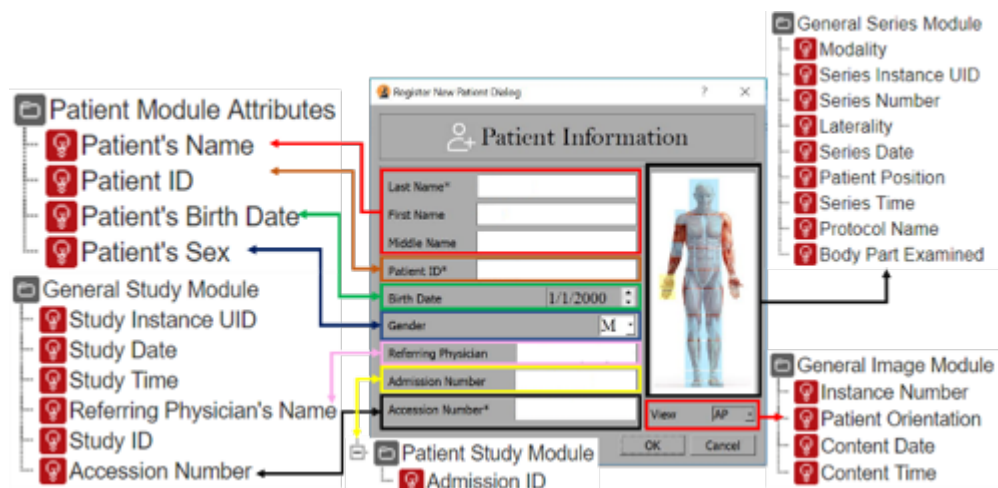 Patient Module Attributes
Patient's Name
Patient ID
Patient's Birth Date
Patient's Sex
General Study Module
Study Instance UID
Study Date
Study Time
Referring Physician's Name
Study ID
Accession Number
Register New Patient Dialog
? ×
Patient Information
Last Name*
First Name
Middle Name
Patient ID*
Birth Date 1/1/2000
Gender M
Referring Physician
Admission Number
Accession Number*
View AP
OK Cancel
Patient Study Module
Admission ID
General Series Module
Modality
Series Instance UID
Series Number
Laterality
Series Date
Patient Position
Series Time
Protocol Name
Body Part Examined
General Image Module
Instance Number
Patient Orientation
Content Date
Content Time